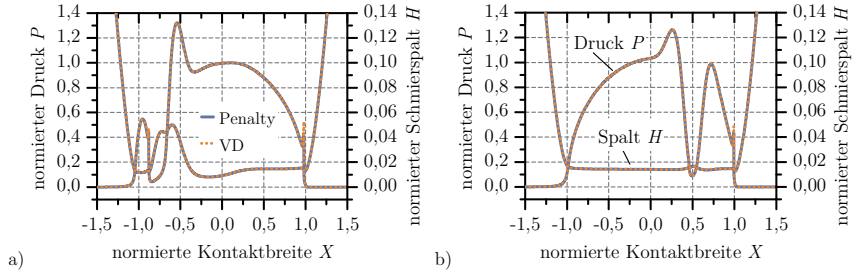 1,4
1,2
1,0
0,8
0,6
0,4
0,2
0,0
normierter Druck P
0,14
0,12
0,10
0,08
0,06
0,04
0,02
0,00
normierter Schmierspalt H
Penalty
VD
-1,5 -1,0 -0,5 0,0 0,5 1,0 1,5
normierte Kontaktbreite X
a)
1,4
1,2
1,0
0,8
0,6
0,4
0,2
0,0
normierter Druck P
0,14
0,12
0,10
0,08
0,06
0,04
0,02
0,00
normierter Schmierspalt H
Druck P
Spalt H
-1,5 -1,0 -0,5 0,0 0,5 1,0 1,5
normierte Kontaktbreite X
b)